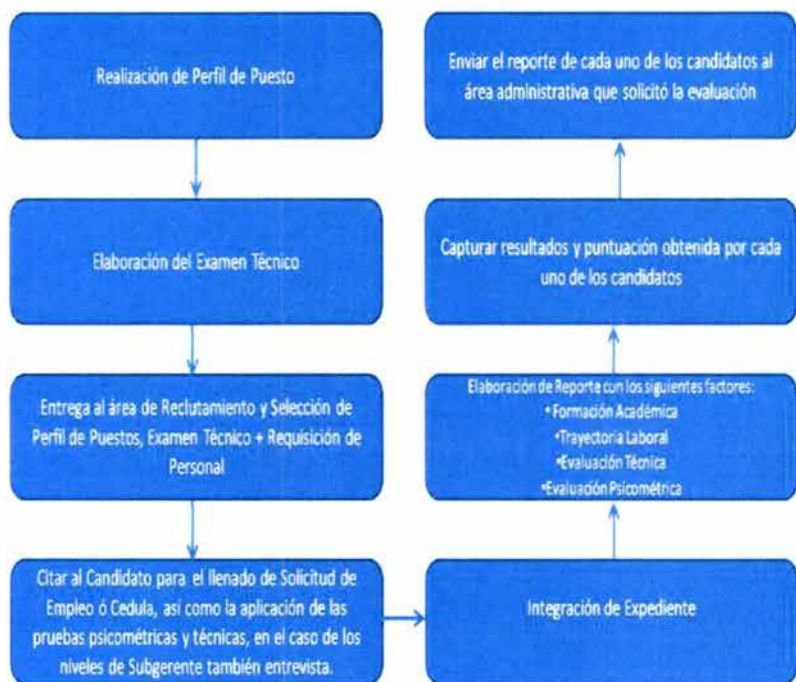 Realización de Perfil de Puesto
Elaboración del Examen Técnico
Entrega al área de Reclutamiento y Selección de
Perfil de Puestos, Examen Técnico + Requisición de
Personal
Citar al Candidato para el llenado de Solicitud de
Empleo ó Cedula, así como la aplicación de las
pruebas psicométricas y técnicas, en el caso de los
niveles de Subgerente también entrevista.
Integración de Expediente
Elaboración de Reporte con los siguientes factores:
•Formación Académica
•Trayectoria Laboral
•Evaluación Técnica
•Evaluación Psicométrica
Capturar resultados y puntuación obtenida por cada
uno de los candidatos
Enviar el reporte de cada uno de los candidatos al
área administrativa que solicitó la evaluación